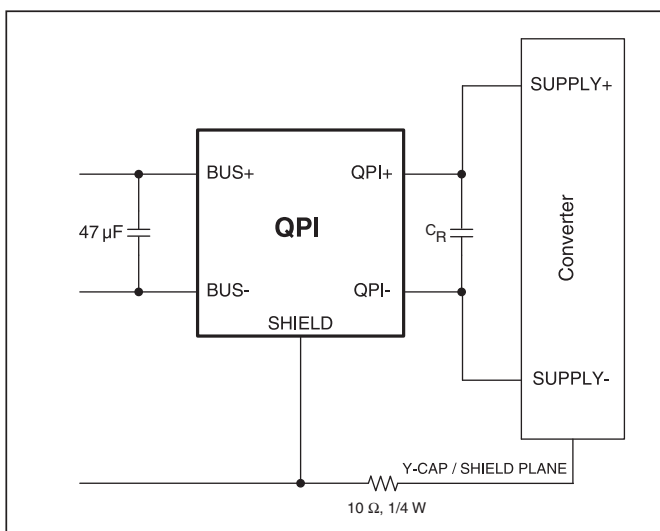 SUPPLY+
BUS+
QPI+
47 µF
QPI
C_R
Converter
BUS-
QPI-
SHIELD
SUPPLY-
Y-CAP / SHIELD PLANE
10 Ω, 1/4 W